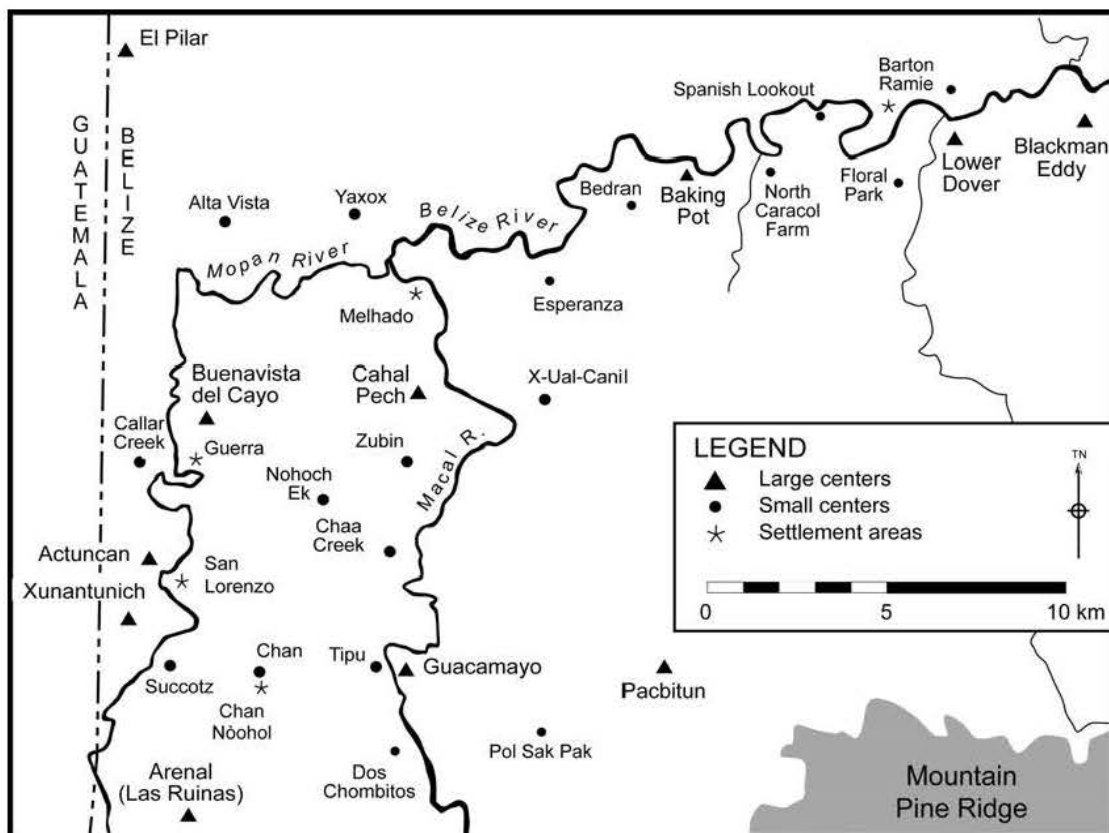 El Pilar
GUATEMALA
BELIZE
Barton
Ramie
Spanish Lookout
Blackman
Eddy
Lower
Dover
Floral
Park
North
Caracol
Farm
Baking
Pot
Bedran
Alta Vista
Yaxox
Belize River
Mopan River
Melhado
Esperanza
Buenavista
del Cayo
Cahal
Pech
X-Ual-Canil
Callar
Creek
Guerra
Zubin
Macal R.
Nohoch
Ek
Chaa
Creek
LEGEND
Large centers
Small centers
Settlement areas
TN
0 5 10 km
Actuncan
San
Lorenzo
Xunantunich
Succotz
Chan
Chan
Nòohol
Tipu
Guacamayo
Pacbitun
Pol Sak Pak
Dos
Chombitos
Arenal
(Las Ruinas)
Mountain
Pine Ridge